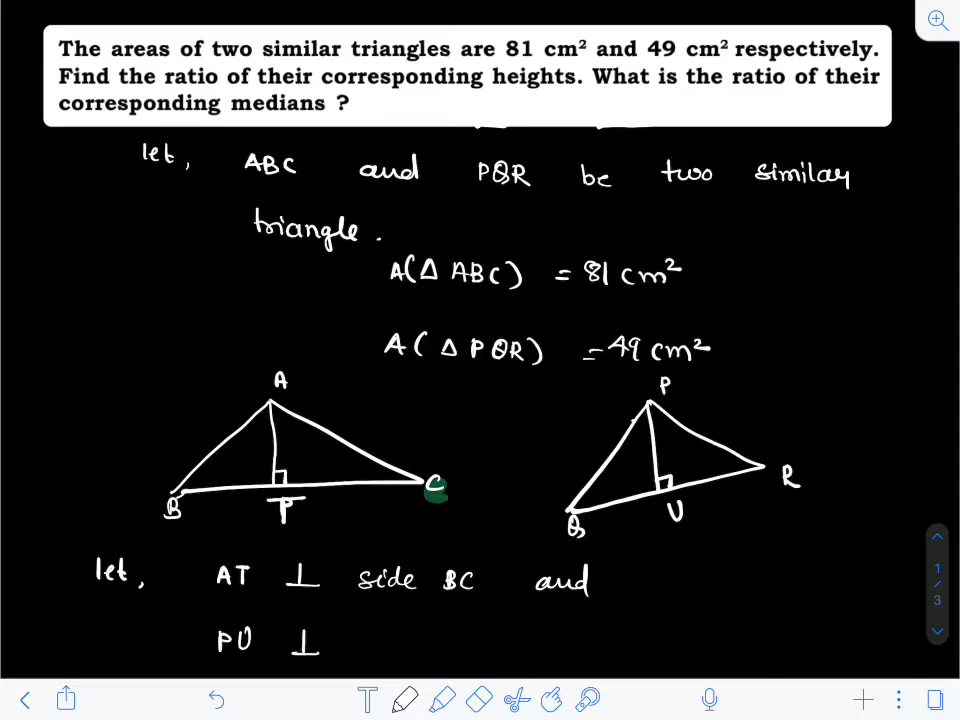 The areas of two similar triangles are 81 cm² and 49 cm² respectively.
Find the ratio of their corresponding heights. What is the ratio of their
corresponding medians ?
let, ABC and PQR be two similay
triangle.
A(Δ ABC) = 81 cm²
A(Δ PQR) = 49 cm²
A
P
B
T
C
Q
U
R
let, AT ⊥ side BC and
PU ⊥
1
/
3
T